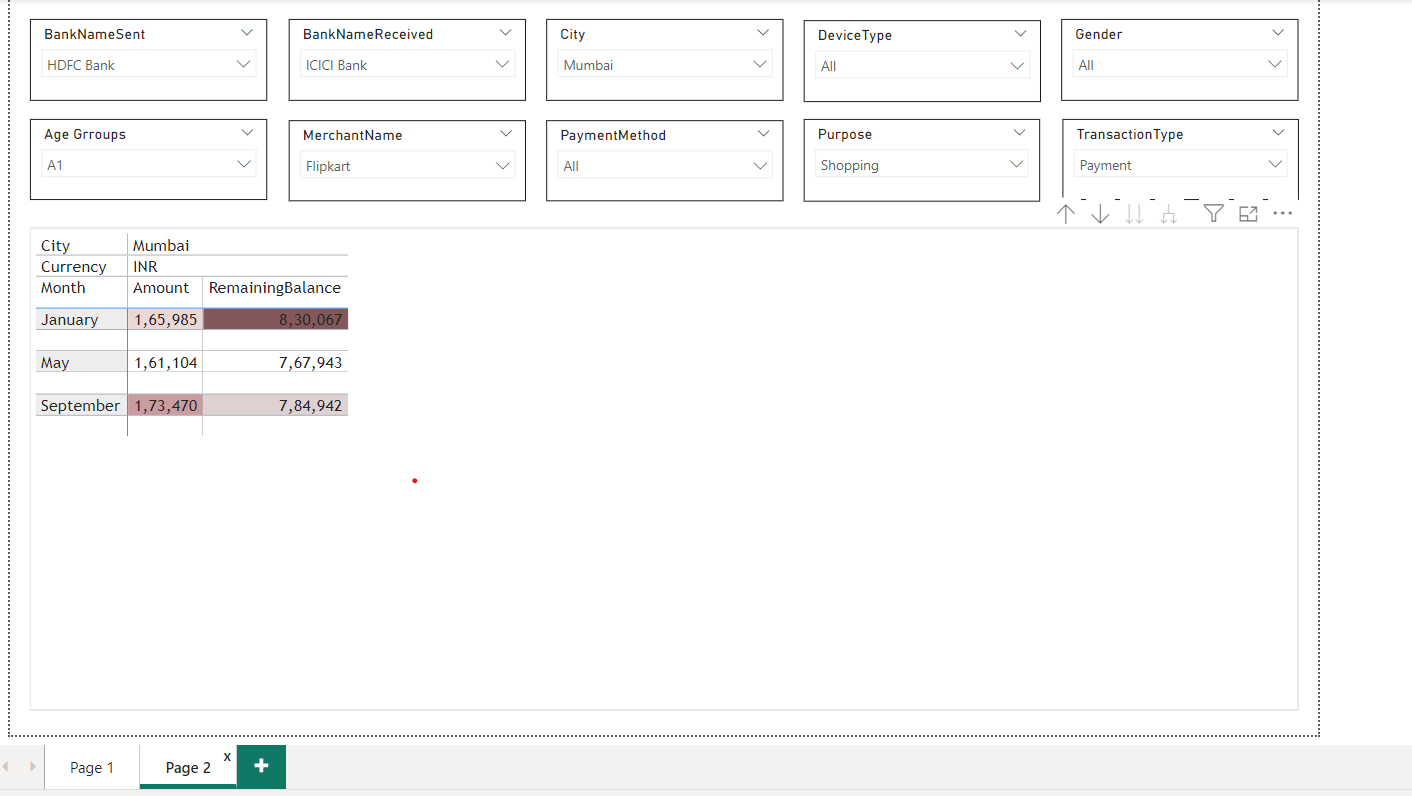 BankNameSent
HDFC Bank
BankNameReceived
ICICI Bank
City
Mumbai
DeviceType
All
Gender
All
Age Grroups
A1
MerchantName
Flipkart
PaymentMethod
All
Purpose
Shopping
TransactionType
Payment
City Mumbai
Currency INR
Month Amount RemainingBalance
January 1,65,985 8,30,067
May 1,61,104 7,67,943
September 1,73,470 7,84,942
Page 1
Page 2
x
+